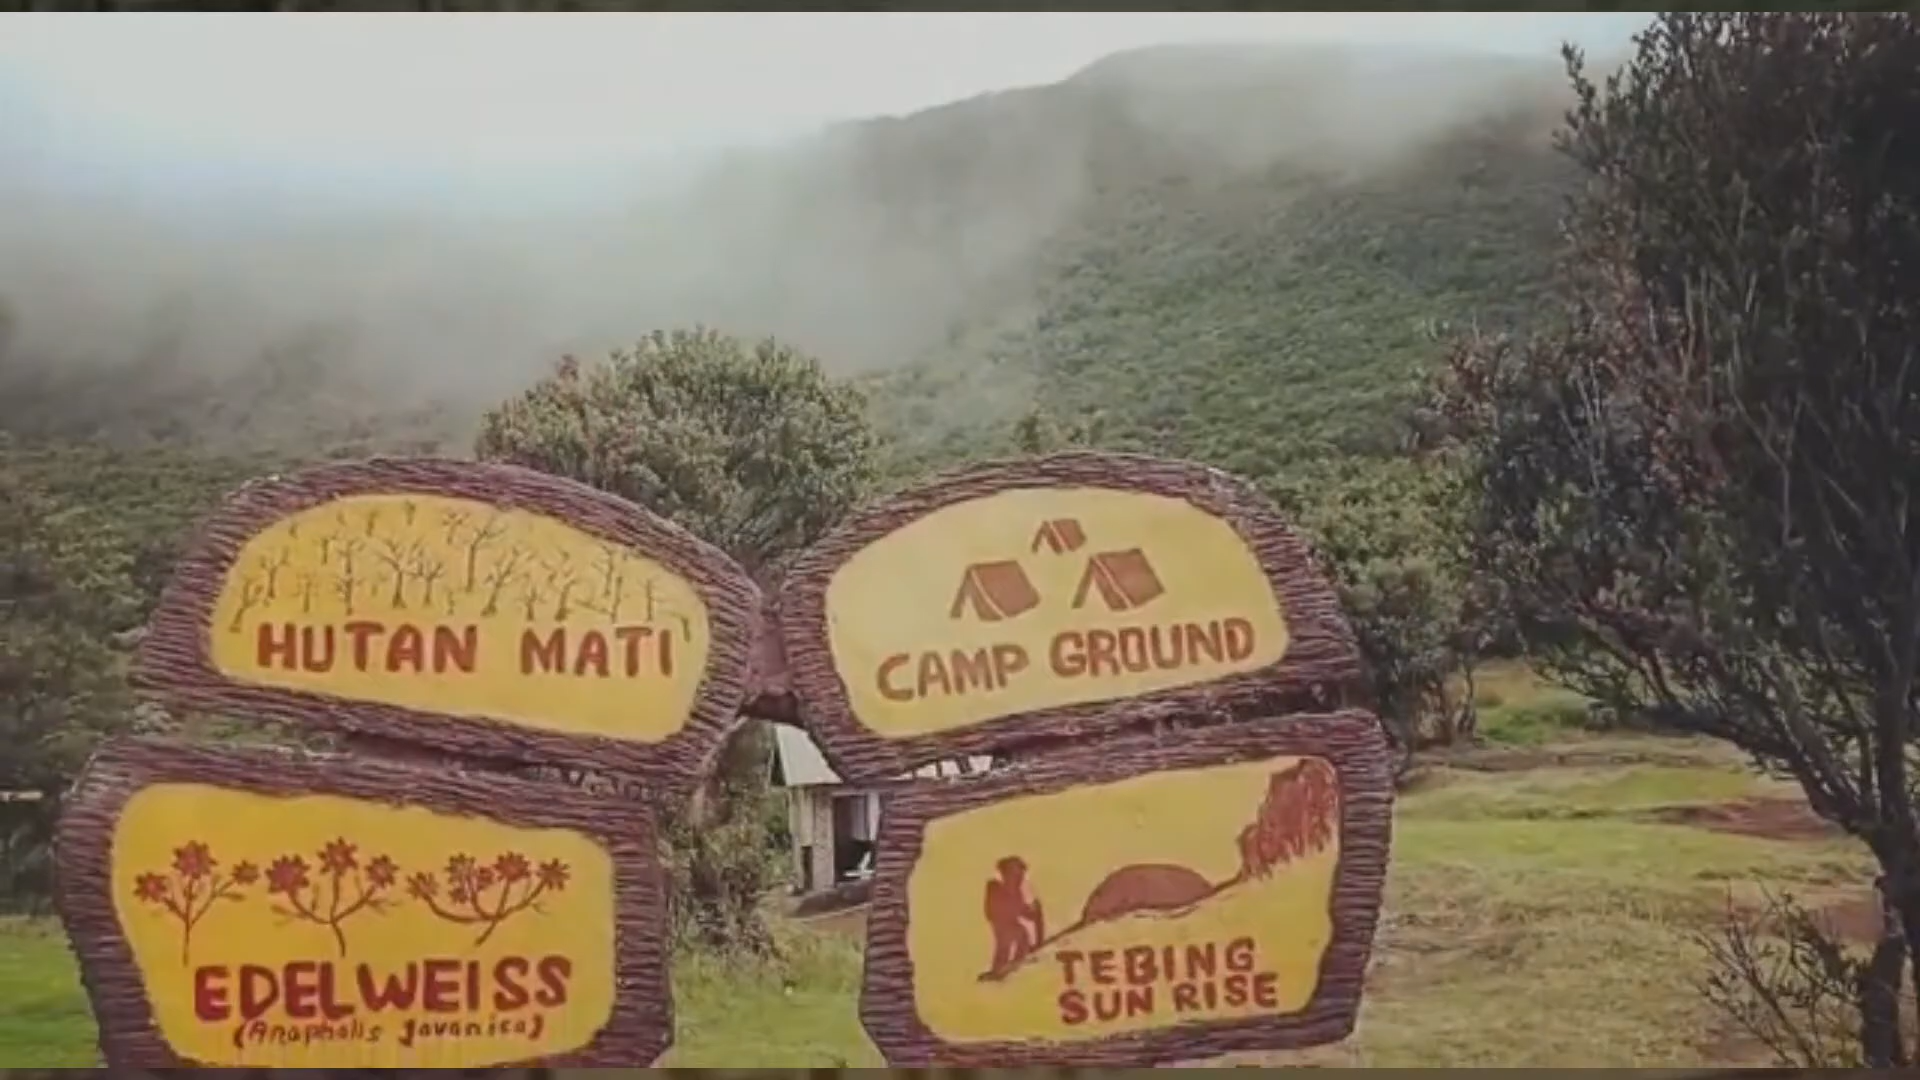 HUTAN MATI
CAMP GROUND
EDELWEISS
(Anaphalis javanica)
TEBING
SUN RISE